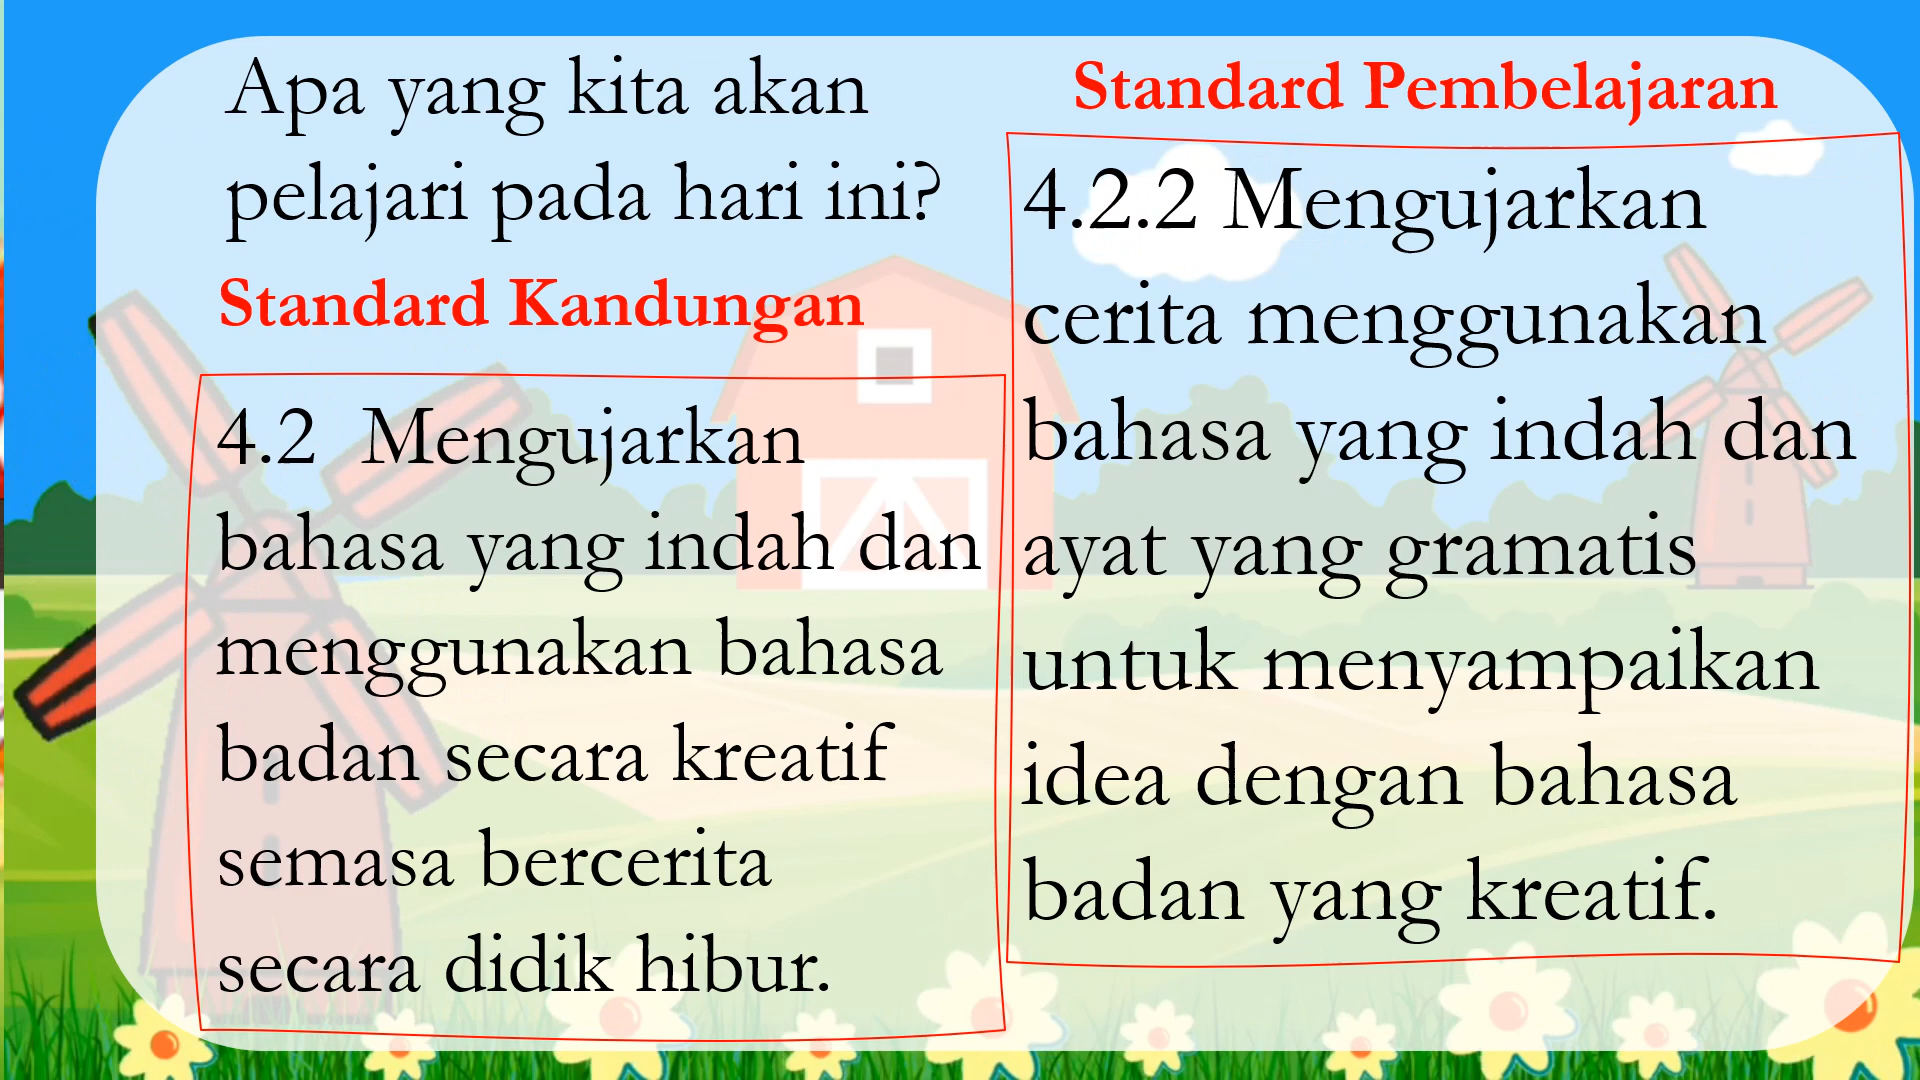 Apa yang kita akan
pelajari pada hari ini?
Standard Kandungan
4.2 Mengujarkan
bahasa yang indah dan
menggunakan bahasa
badan secara kreatif
semasa bercerita
secara didik hibur.
Standard Pembelajaran
4.2.2 Mengujarkan
cerita menggunakan
bahasa yang indah dan
ayat yang gramatis
untuk menyampaikan
idea dengan bahasa
badan yang kreatif.